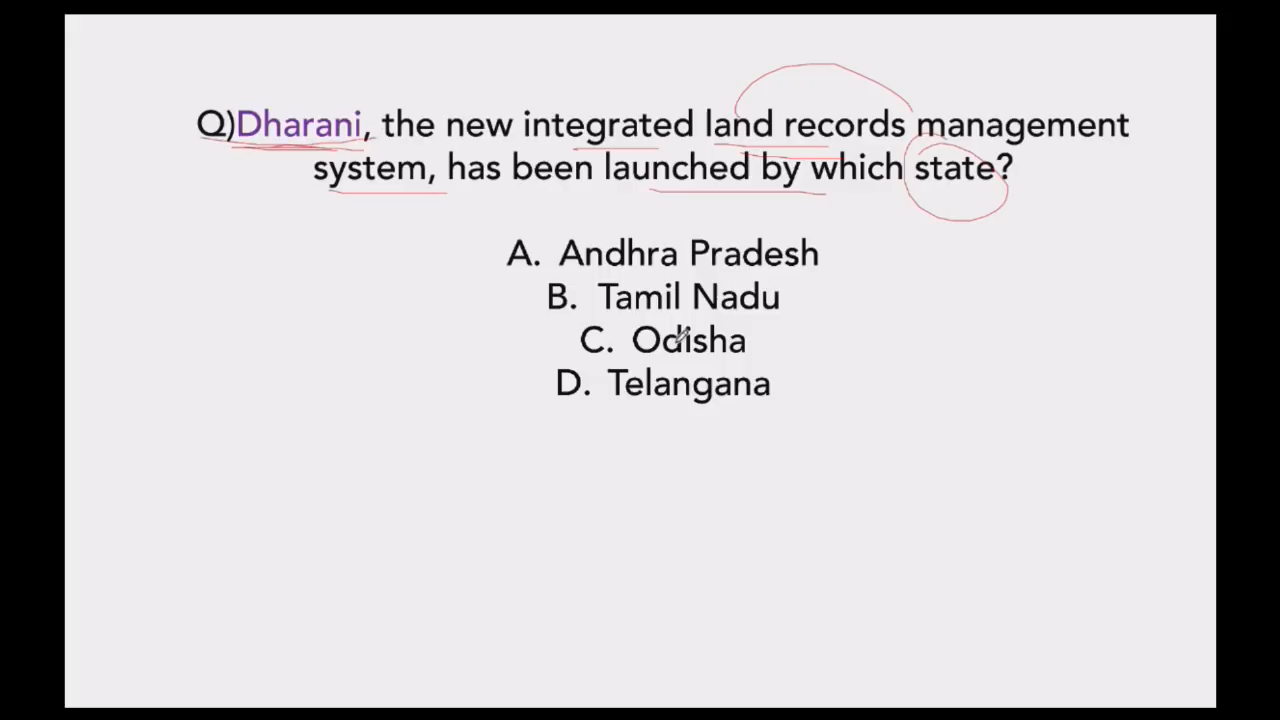 Q)Dharani, the new integrated land records management
system, has been launched by which state?
A. Andhra Pradesh
B. Tamil Nadu
C. Odisha
D. Telangana